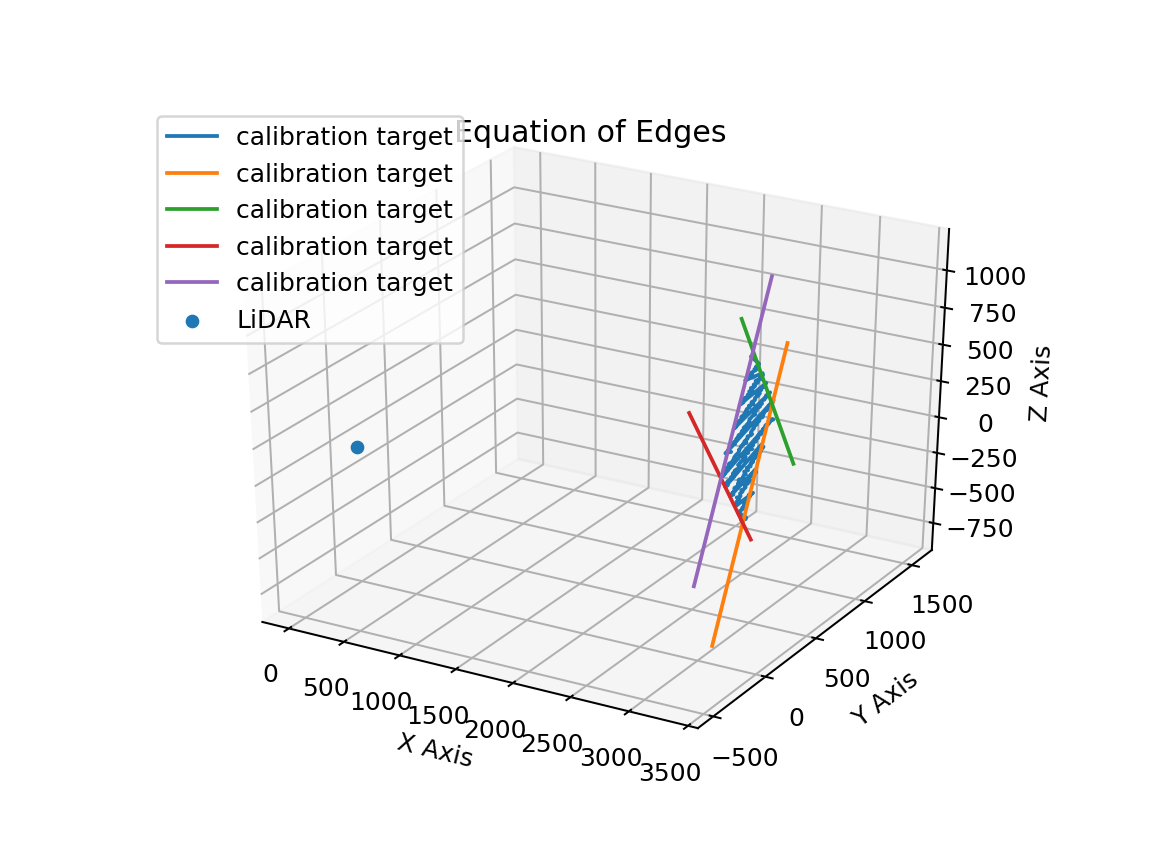 Equation of Edges
calibration target
calibration target
calibration target
calibration target
calibration target
LiDAR
1000
750
500
250
0
−250
−500
−750
Z Axis
1500
1000
500
0
−500
Y Axis
0
500
1000
1500
2000
2500
3000
3500
X Axis